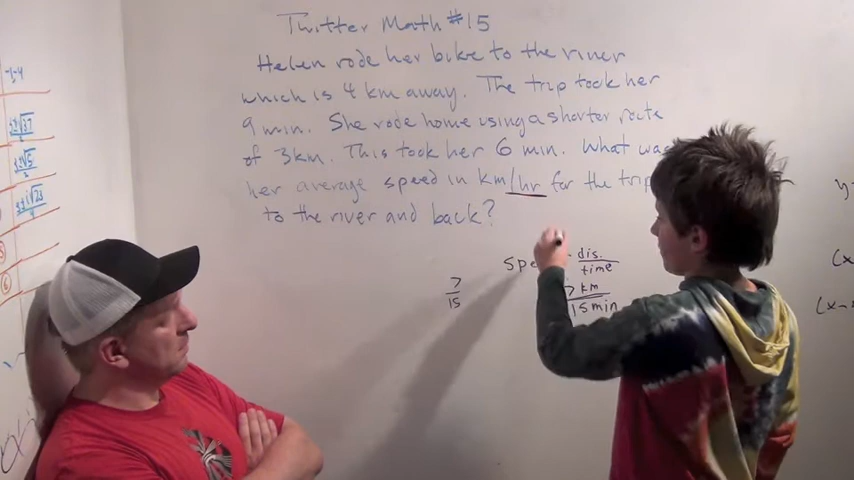 Twitter Math #15
Helen rode her bike to the river
which is 4 km away. The trip took her
9 min. She rode home using a shorter route
of 3km. This took her 6 min. What was
her average speed in km/hr for the trip
to the river and back?
dis.
time
7 km
15 min
7
15